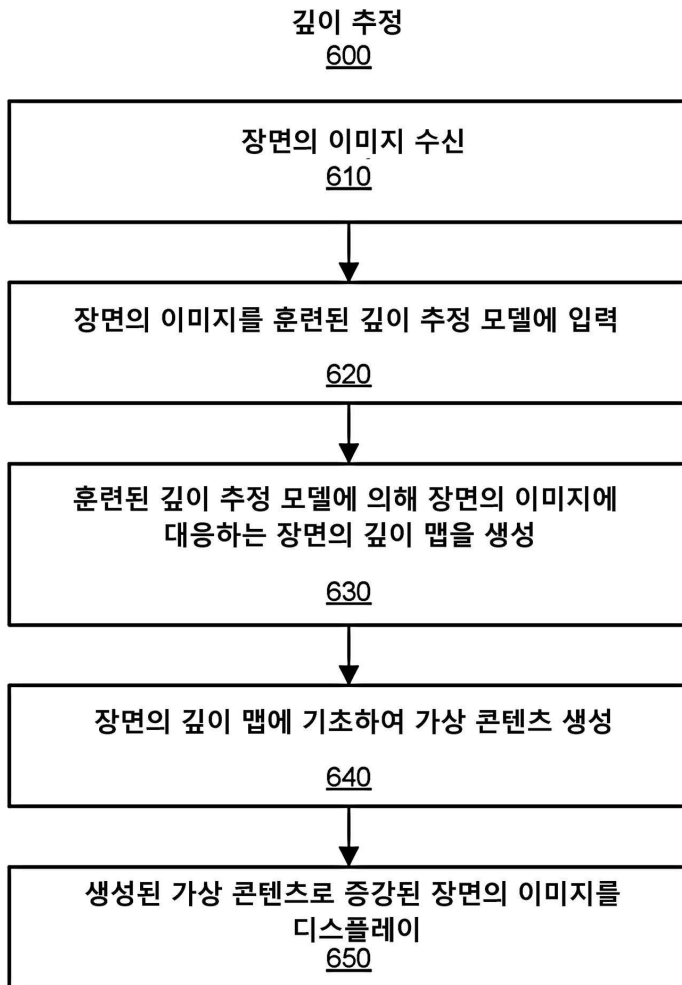 깊이 추정
600
장면의 이미지 수신
610
장면의 이미지를 훈련된 깊이 추정 모델에 입력
620
훈련된 깊이 추정 모델에 의해 장면의 이미지에
대응하는 장면의 깊이 맵을 생성
630
장면의 깊이 맵에 기초하여 가상 콘텐츠 생성
640
생성된 가상 콘텐츠로 증강된 장면의 이미지를
디스플레이
650